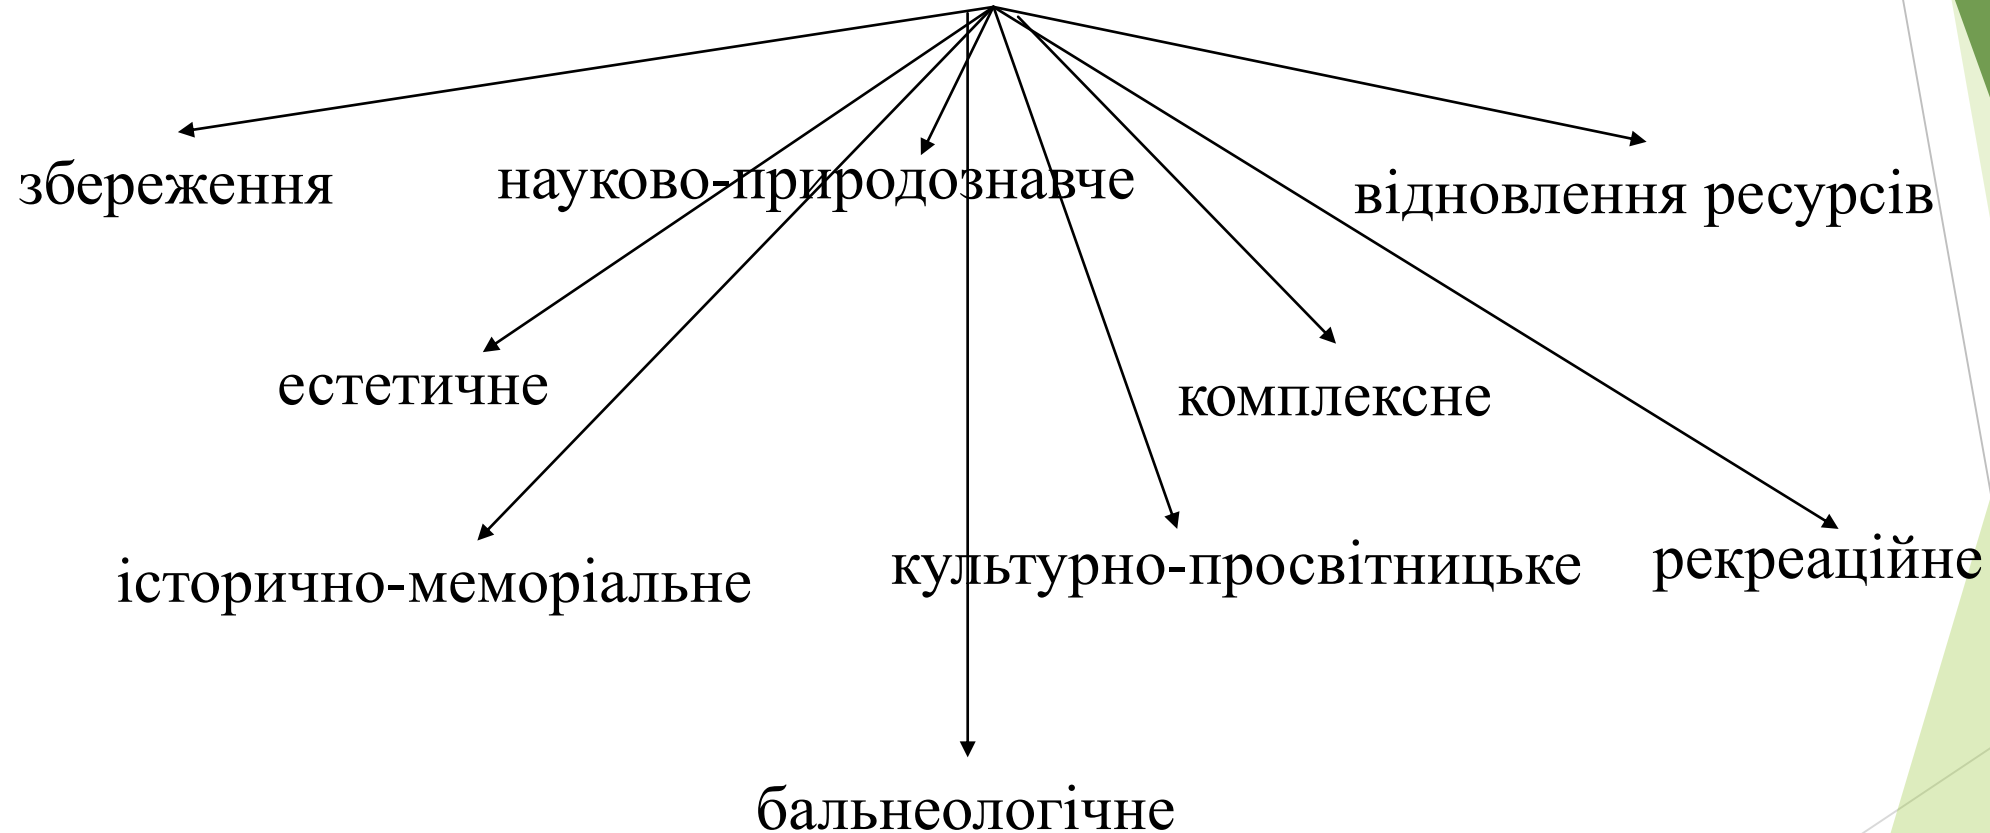 збереження
науково-природознавче
відновлення ресурсів
естетичне
комплексне
історично-меморіальне
культурно-просвітницьке
рекреаційне
бальнеологічне